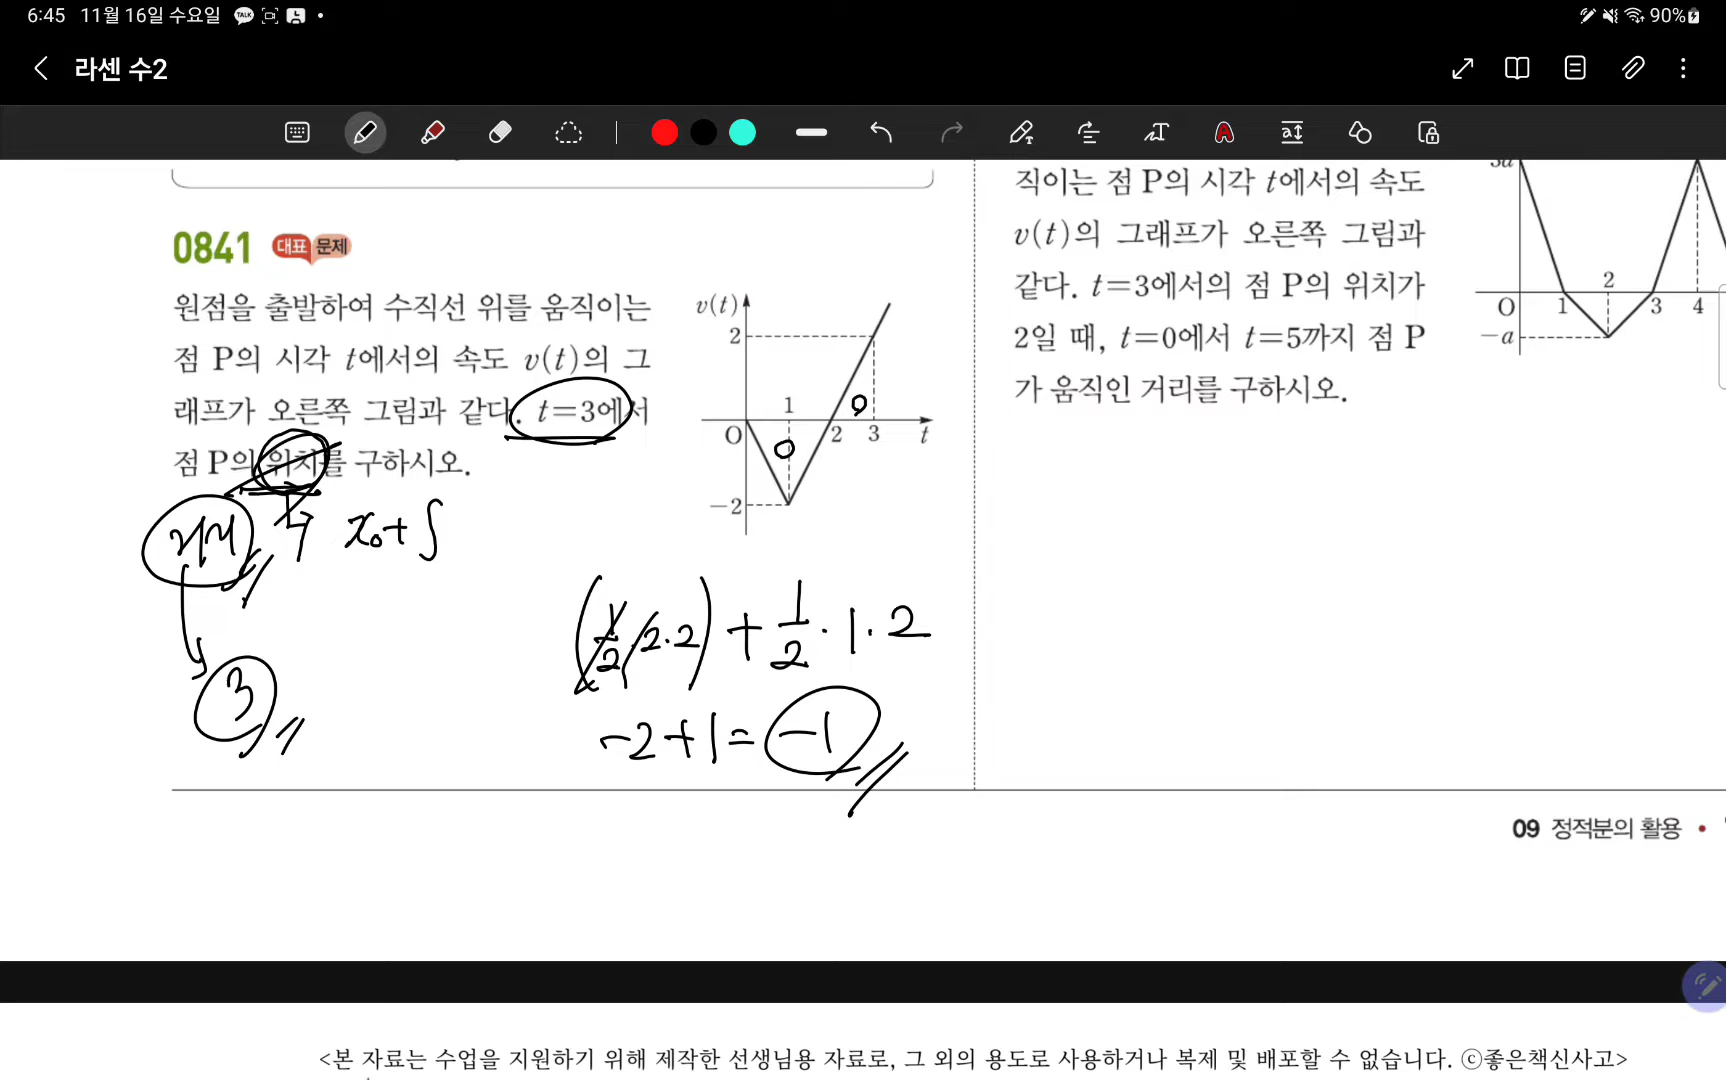 6:45 11월 16일 수요일 TALK
90%
라센 수2
0841 대표 문제
원점을 출발하여 수직선 위를 움직이는
점 P의 시각 t에서의 속도 v(t)의 그
래프가 오른쪽 그림과 같다. t=3에서
점 P의 위치를 구하시오.
v(t)
2
1
O 2 3 t
-2
x₀+∫
(1/2·2·2)+1/2·1·2
3
-2+1=-1
직이는 점 P의 시각 t에서의 속도
v(t)의 그래프가 오른쪽 그림과
같다. t=3에서의 점 P의 위치가
2일 때, t=0에서 t=5까지 점 P
가 움직인 거리를 구하시오.
3a
2
O 1 3 4
-a
09 정적분의 활용
<본 자료는 수업을 지원하기 위해 제작한 선생님용 자료로, 그 외의 용도로 사용하거나 복제 및 배포할 수 없습니다. ⓒ좋은책신사고>